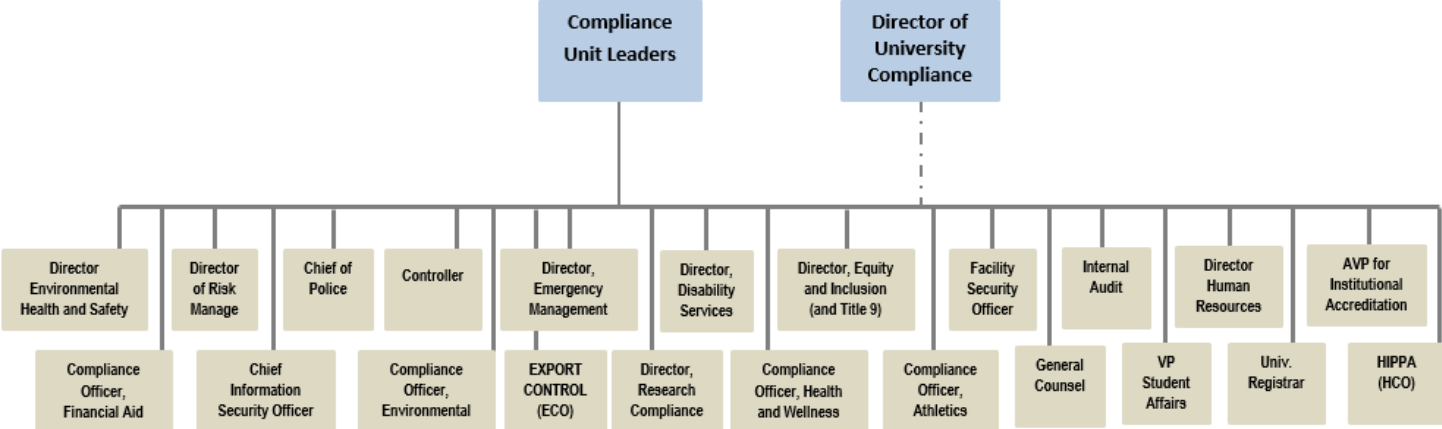 Compliance
Unit Leaders
Director of
University
Compliance
Director
Environmental
Health and Safety
Director
of Risk
Manage
Chief of
Police
Controller
Director,
Emergency
Management
Director,
Disability
Services
Director, Equity
and Inclusion
(and Title 9)
Facility
Security
Officer
Internal
Audit
Director
Human
Resources
AVP for
Institutional
Accreditation
Compliance
Officer,
Financial Aid
Chief
Information
Security Officer
Compliance
Officer,
Environmental
EXPORT
CONTROL
(ECO)
Director,
Research
Compliance
Compliance
Officer, Health
and Wellness
Compliance
Officer,
Athletics
General
Counsel
VP
Student
Affairs
Univ.
Registrar
HIPPA
(HCO)